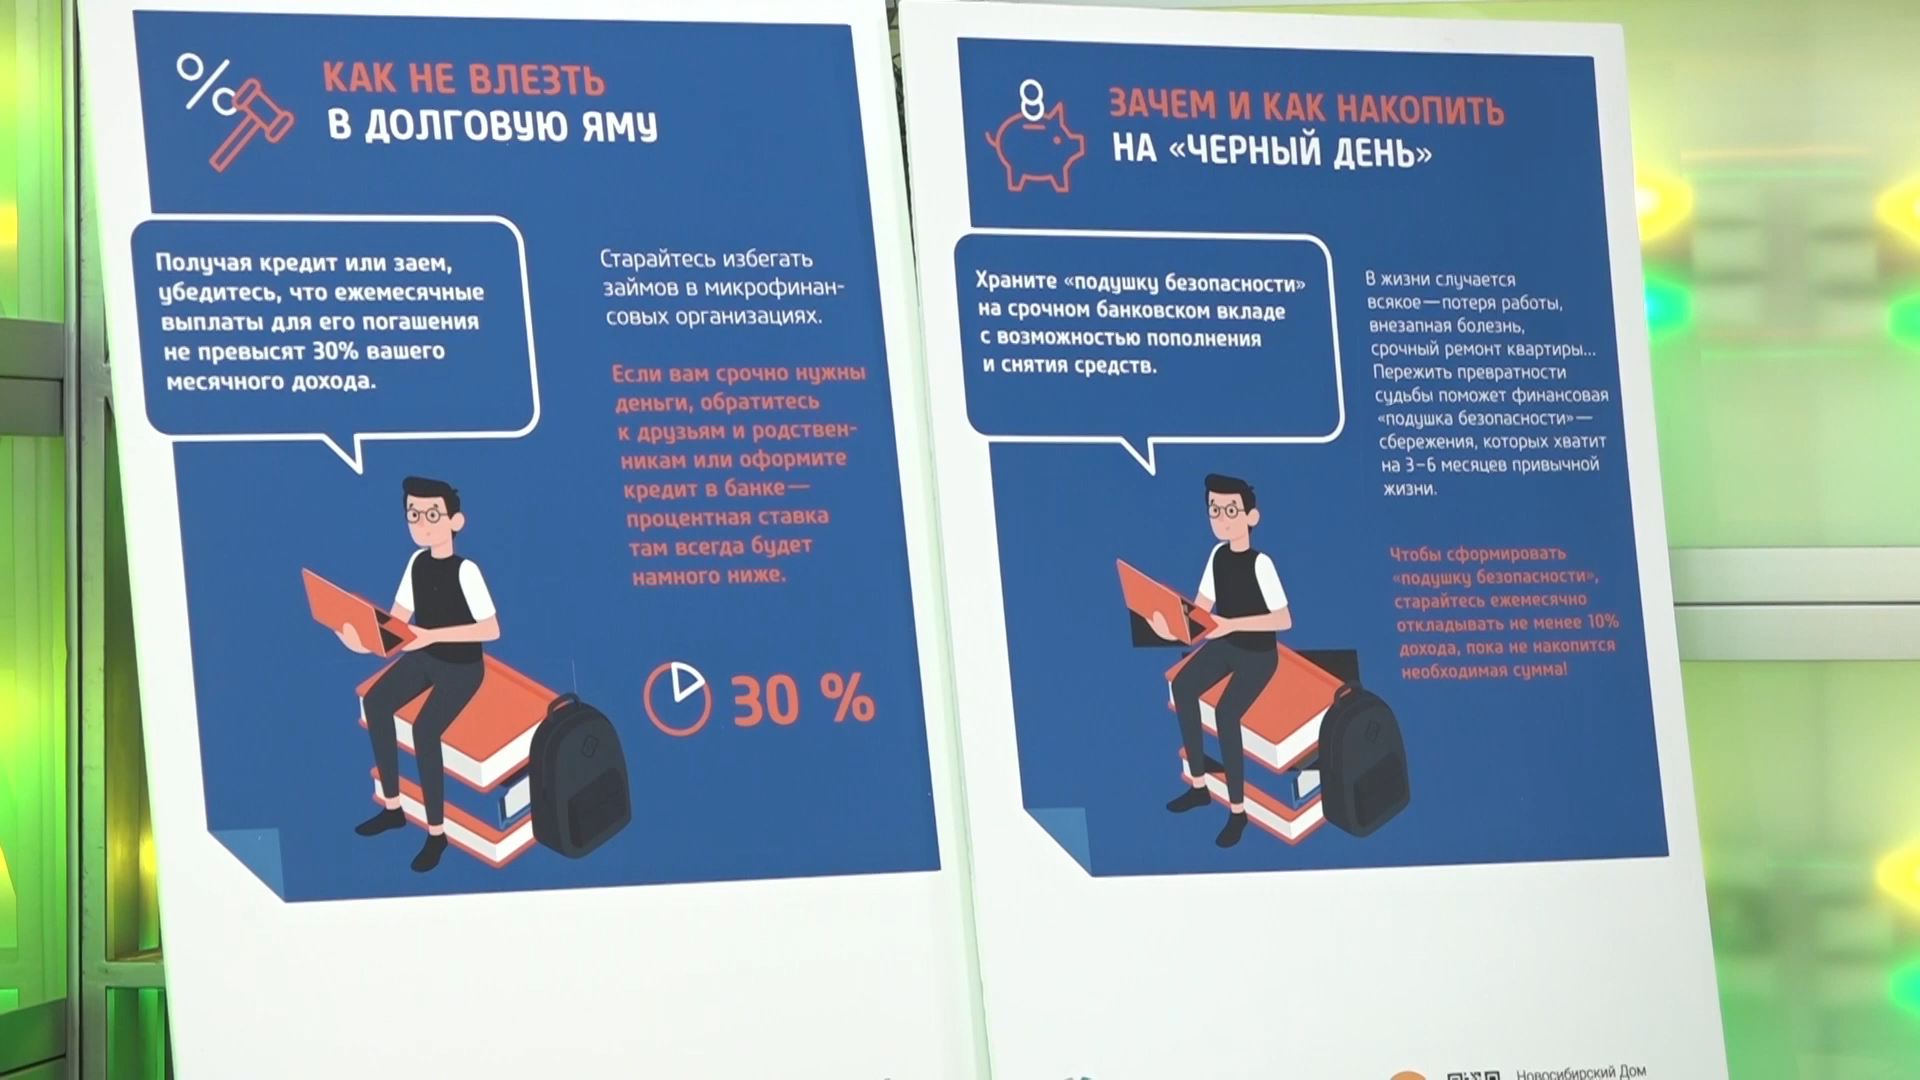 КАК НЕ ВЛЕЗТЬ
В ДОЛГОВУЮ ЯМУ
Получая кредит или заем,
убедитесь, что ежемесячные
выплаты для его погашения
не превысят 30% вашего
месячного дохода.
Старайтесь избегать
займов в микрофинан-
совых организациях.
Если вам срочно нужны
деньги, обратитесь
к друзьям и родствен-
никам или оформите
кредит в банке—
процентная ставка
там всегда будет
намного ниже.
30 %
ЗАЧЕМ И КАК НАКОПИТЬ
НА «ЧЕРНЫЙ ДЕНЬ»
Храните «подушку безопасности»
на срочном банковском вкладе
с возможностью пополнения
и снятия средств.
В жизни случается
всякое—потеря работы,
внезапная болезнь,
срочный ремонт квартиры...
Пережить превратности
судьбы поможет финансовая
«подушка безопасности»—
сбережения, которых хватит
на 3–6 месяцев привычной
жизни.
Чтобы сформировать
«подушку безопасности»,
старайтесь ежемесячно
откладывать не менее 10%
дохода, пока не накопится
необходимая сумма!
Новосибирский Дом